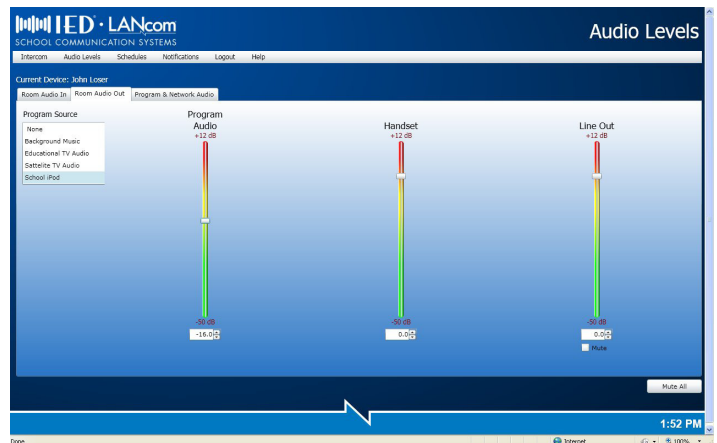 IED® · LANcom
SCHOOL COMMUNICATION SYSTEMS
Audio Levels
Intercom Audio Levels Schedules Notifications Logout Help
Current Device: John Loser
Room Audio In Room Audio Out Program & Network Audio
Program Source
None
Background Music
Educational TV Audio
Sattelite TV Audio
School iPod
Program
Audio
+12 dB
-50 dB
-16.0
Handset
+12 dB
-50 dB
0.0
Line Out
+12 dB
-50 dB
0.0
Mute
Mute All
1:52 PM
Done
Internet
100%